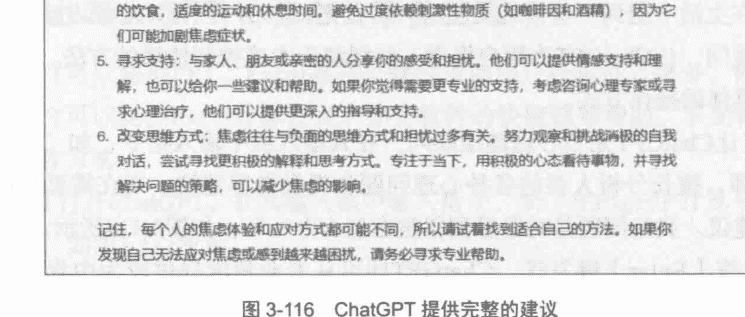 的饮食，适度的运动和休息时间。避免过度依赖刺激性物质（如咖啡因和酒精），因为它
们可能加剧焦虑症状。
5. 寻求支持：与家人、朋友或亲密的人分享你的感受和担忧。他们可以提供情感支持和理
解，也可以给你一些建议和帮助。如果你觉得需要更专业的支持，考虑咨询心理专家或寻
求心理治疗，他们可以提供更深入的指导和支持。
6. 改变思维方式：焦虑往往与负面的思维方式和担忧过多有关。努力观察和挑战消极的自我
对话，尝试寻找更积极的解释和思考方式。专注于当下，用积极的心态看待事物，并寻找
解决问题的策略，可以减少焦虑的影响。
记住，每个人的焦虑体验和应对方式都可能不同，所以请试着找到适合自己的方法。如果你
发现自己无法应对焦虑或感到越来越困扰，请务必寻求专业帮助。
图 3-116 ChatGPT 提供完整的建议